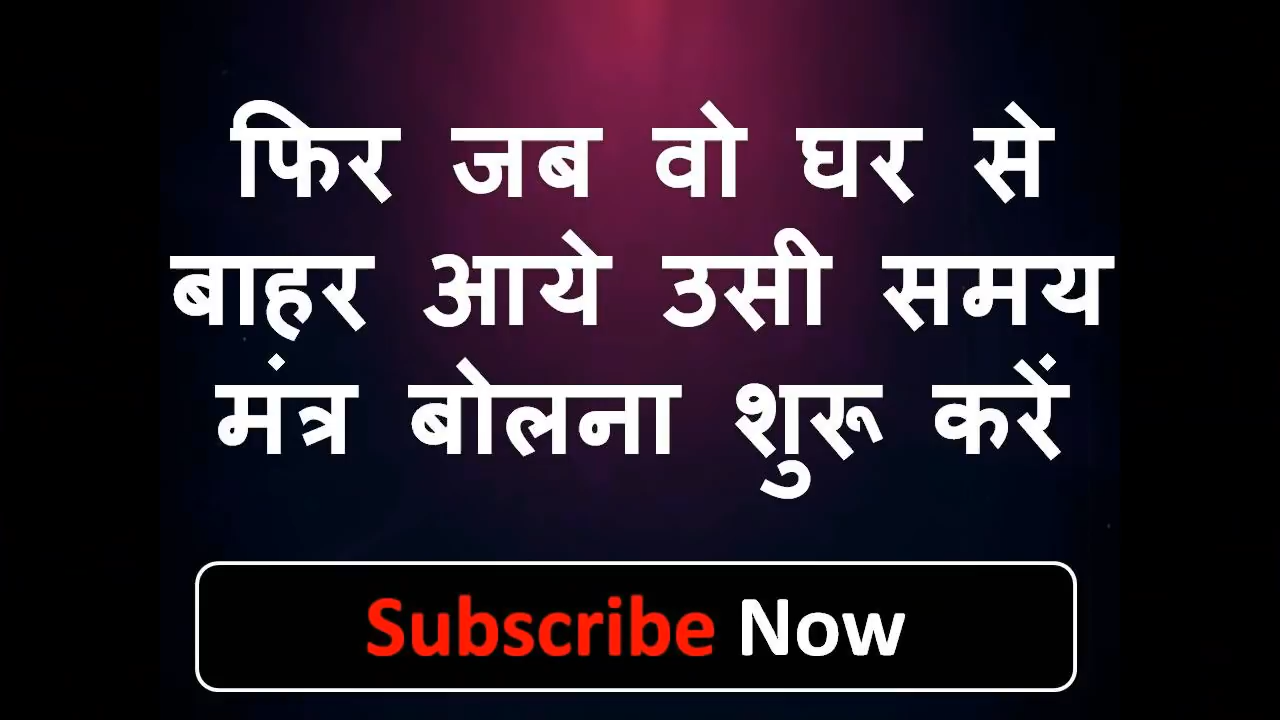 फिर जब वो घर से
बाहर आये उसी समय
मंत्र बोलना शुरू करें
Subscribe Now